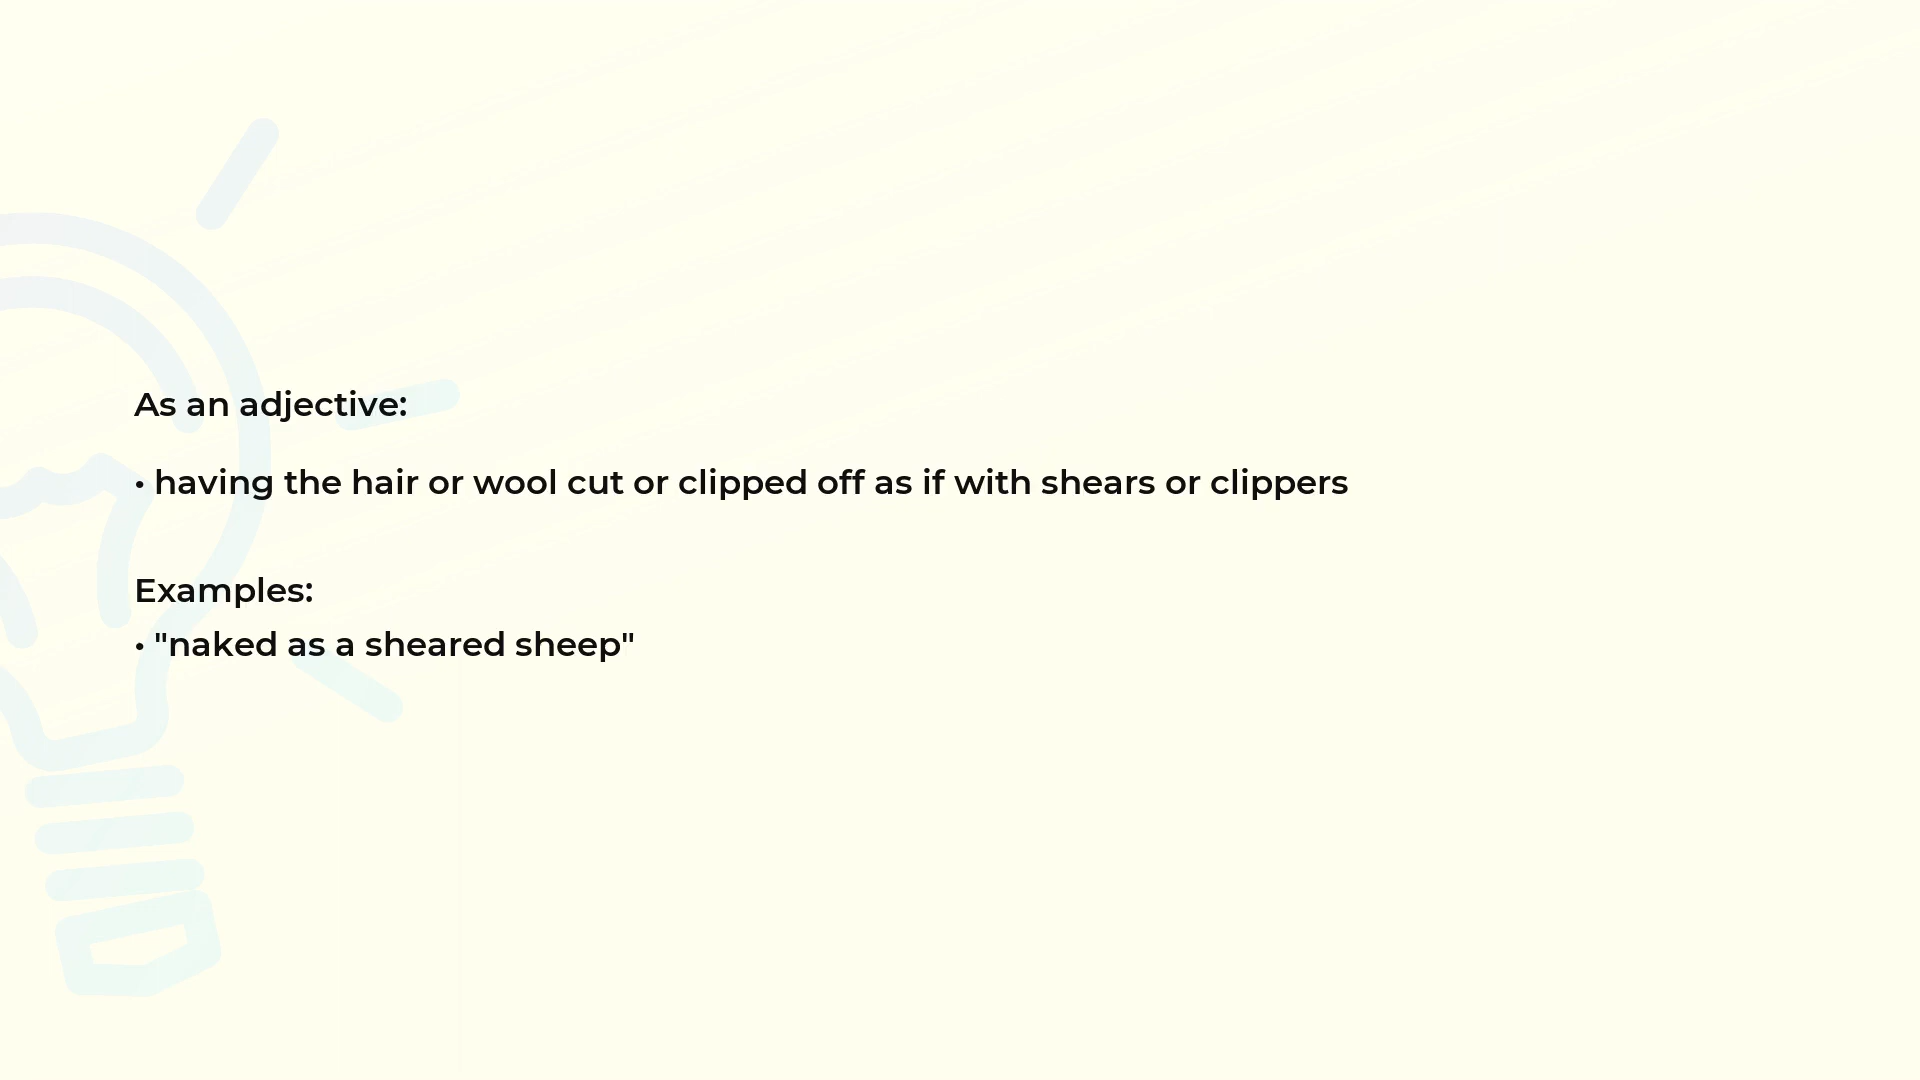 As an adjective:
• having the hair or wool cut or clipped off as if with shears or clippers
Examples:
• "naked as a sheared sheep"